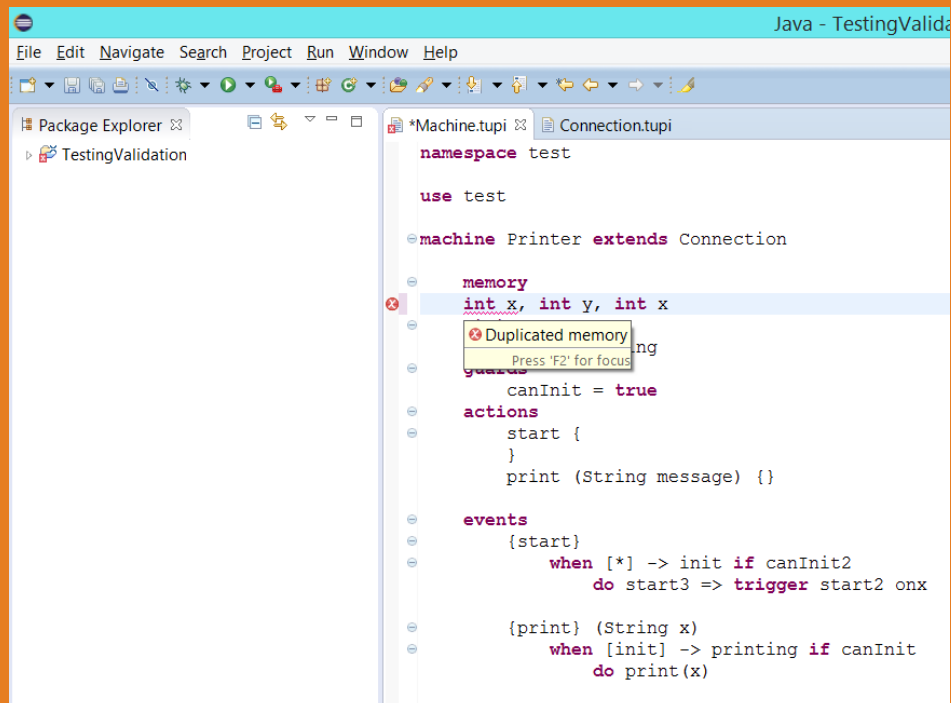 Java - TestingValida
File Edit Navigate Search Project Run Window Help
Package Explorer
*Machine.tupi Connection.tupi
TestingValidation
namespace test
use test
machine Printer extends Connection
memory
int x, int y, int x
Duplicated memory
Press 'F2' for focus
ng
guards
canInit = true
actions
start {
}
print (String message) {}
events
{start}
when [*] -> init if canInit2
do start3 => trigger start2 onx
{print} (String x)
when [init] -> printing if canInit
do print(x)